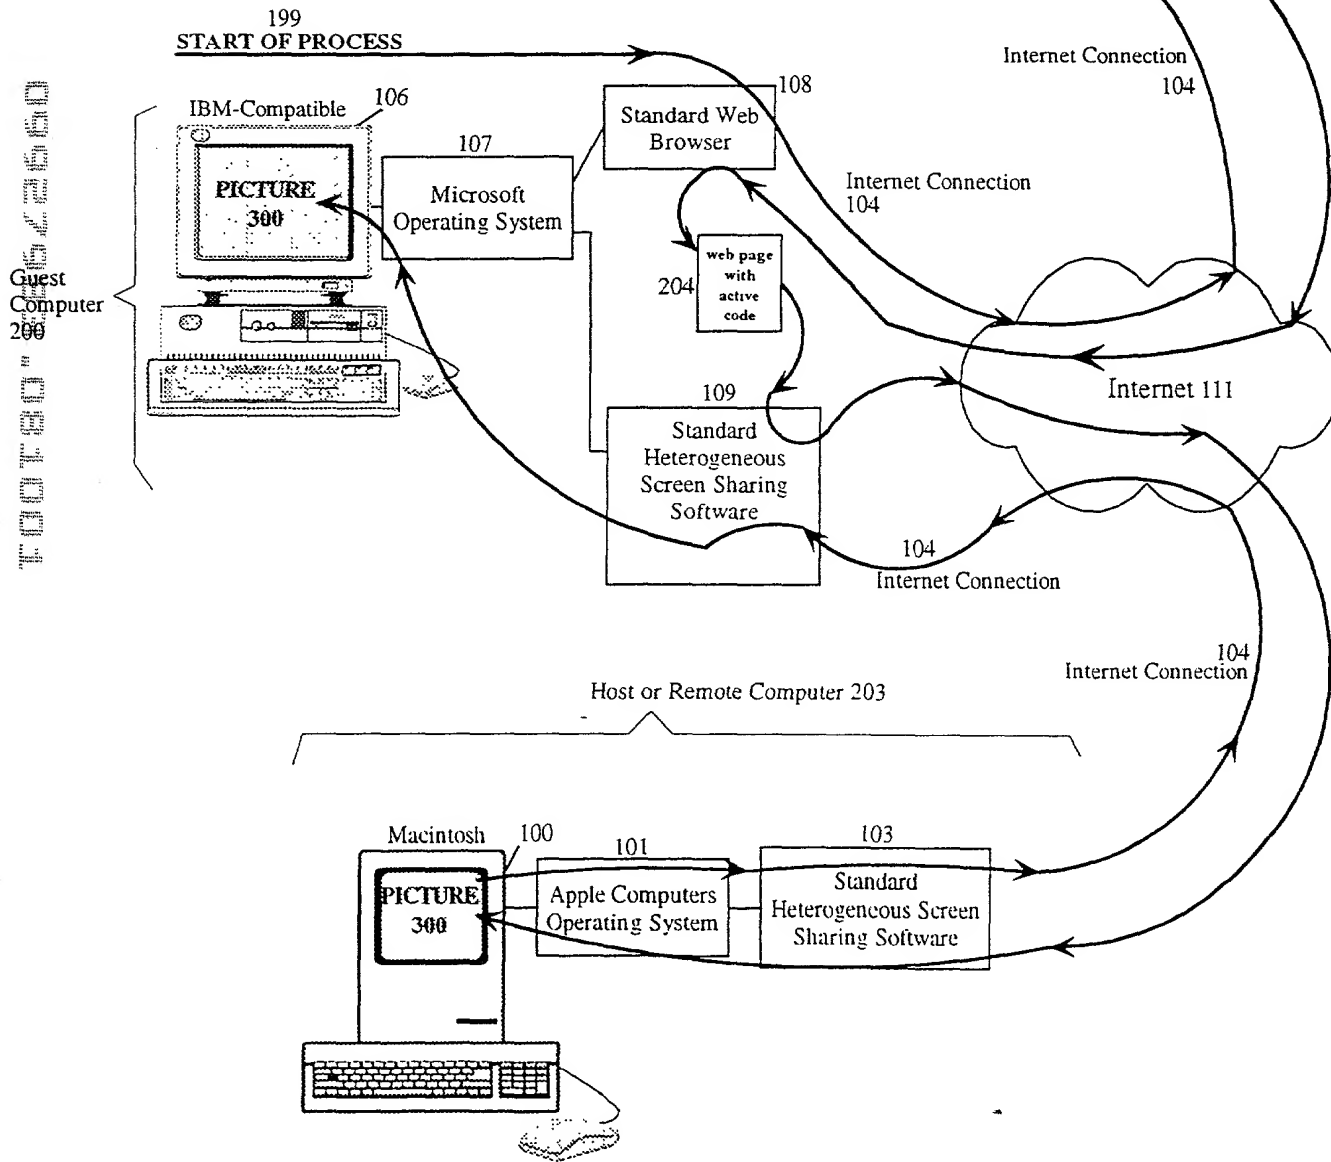 199
START OF PROCESS
Internet Connection
104
108
106
IBM-Compatible
Standard Web
Browser
107
PICTURE
300
Microsoft
Operating System
Internet Connection
104
web page
with
active
code
204
Guest
Computer
200
Internet 111
109
Standard
Heterogeneous
Screen Sharing
Software
104
Internet Connection
104
Internet Connection
Host or Remote Computer 203
Macintosh
100
101
103
PICTURE
300
Apple Computers
Operating System
Standard
Heterogeneous Screen
Sharing Software